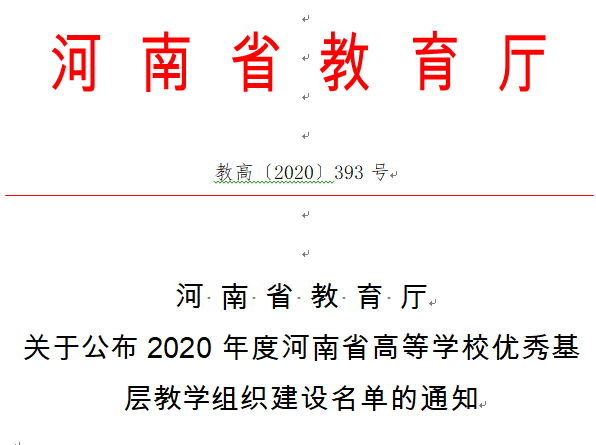 河南省教育厅
教高〔2020〕393 号
河 南 省 教 育 厅
关于公布 2020 年度河南省高等学校优秀基
层教学组织建设名单的通知